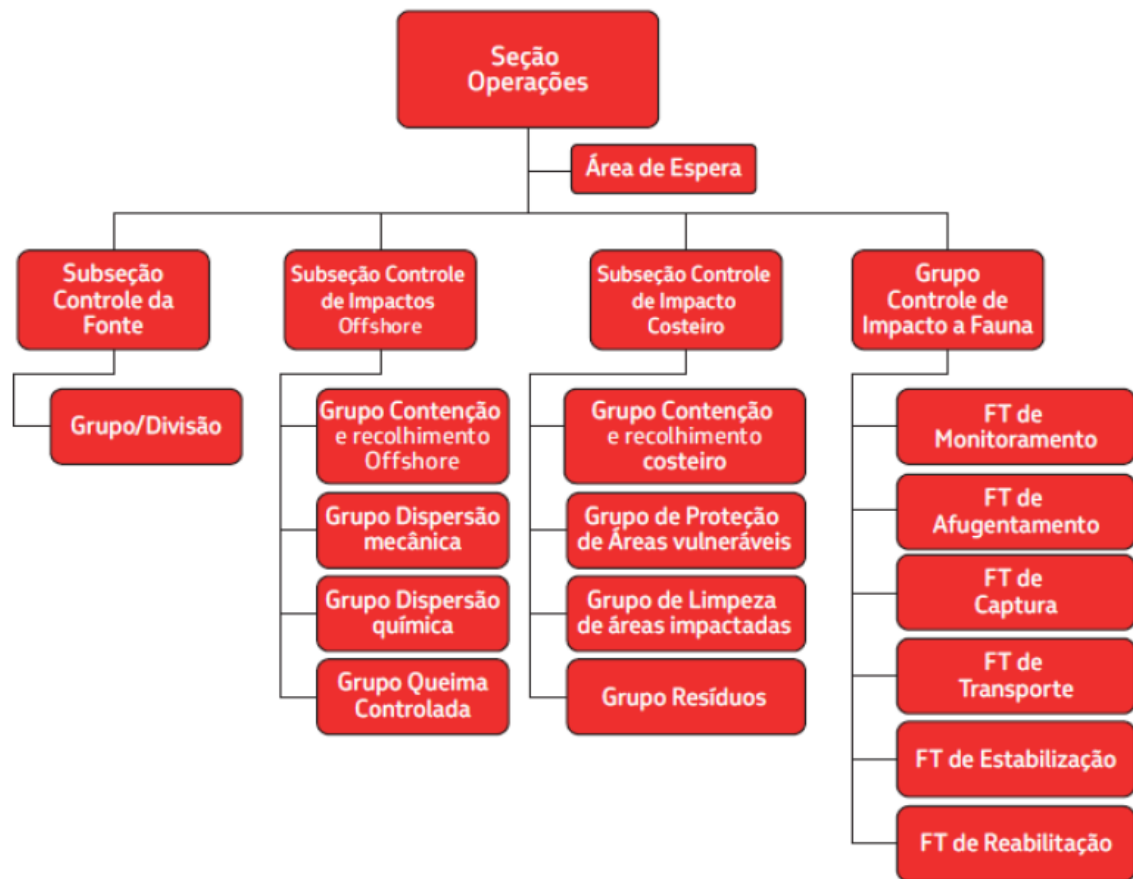 Seção
Operações
Área de Espera
Subseção
Controle da
Fonte
Grupo/Divisão
Subseção Controle
de Impactos
Offshore
Grupo Contenção
e recolhimento
Offshore
Grupo Dispersão
mecânica
Grupo Dispersão
química
Grupo Queima
Controlada
Subseção Controle
de Impacto
Costeiro
Grupo Contenção
e recolhimento
costeiro
Grupo de Proteção
de Áreas vulneráveis
Grupo de Limpeza
de áreas impactadas
Grupo Resíduos
Grupo
Controle de
Impacto a Fauna
FT de
Monitoramento
FT de
Afugentamento
FT de
Captura
FT de
Transporte
FT de Estabilização
FT de Reabilitação